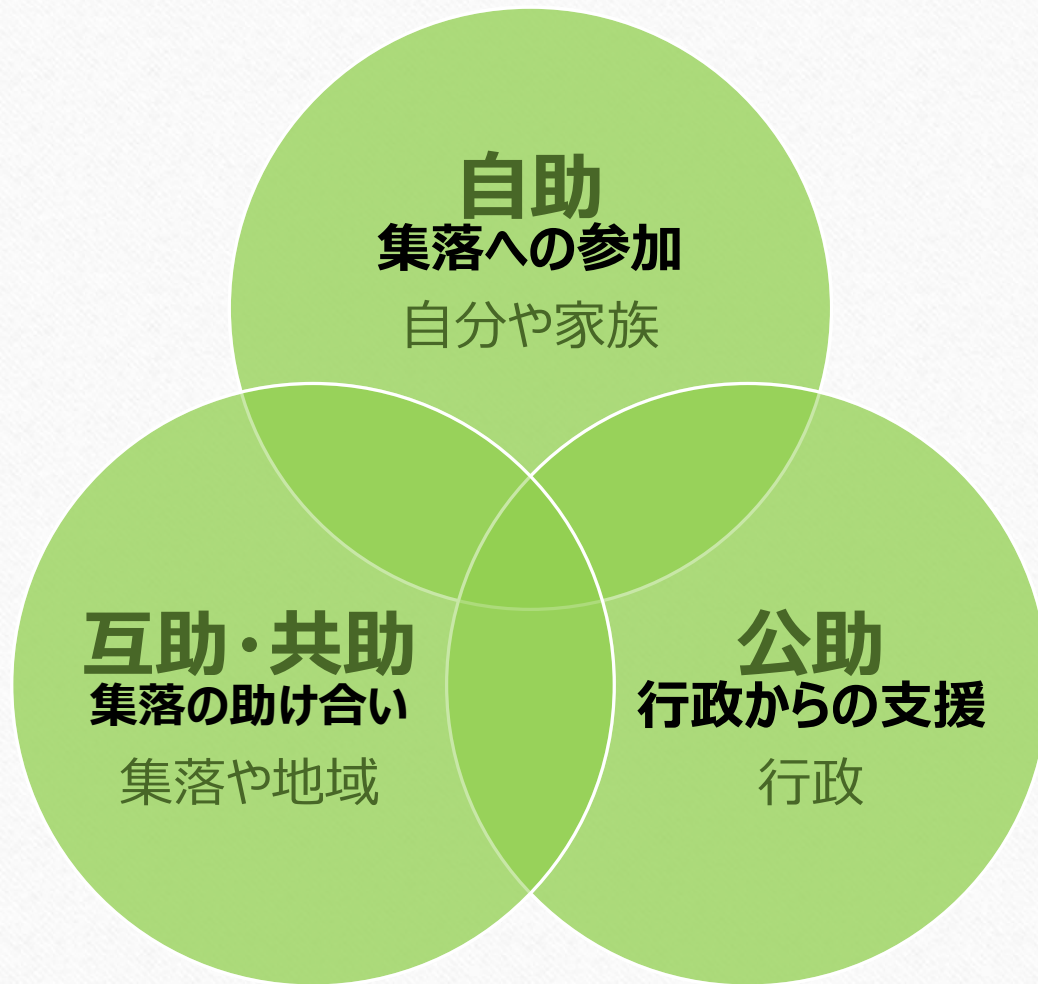 自助
集落への参加
自分や家族
互助・共助
集落の助け合い
集落や地域
公助
行政からの支援
行政